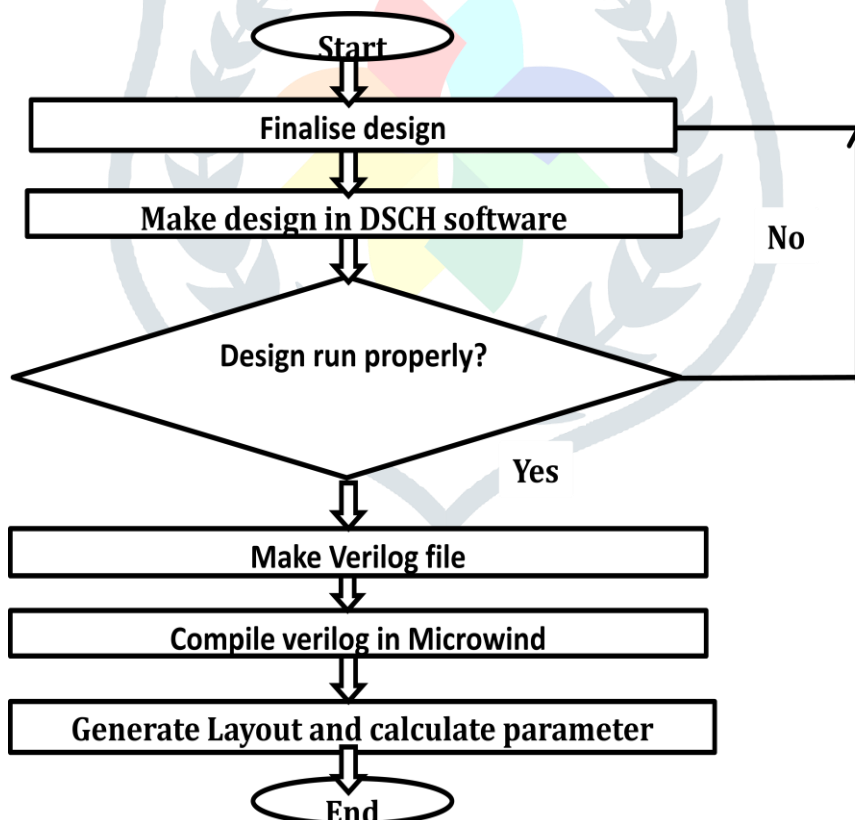 Start
Finalise design
Make design in DSCH software
No
Design run properly?
Yes
Make Verilog file
Compile verilog in Microwind
Generate Layout and calculate parameter
End